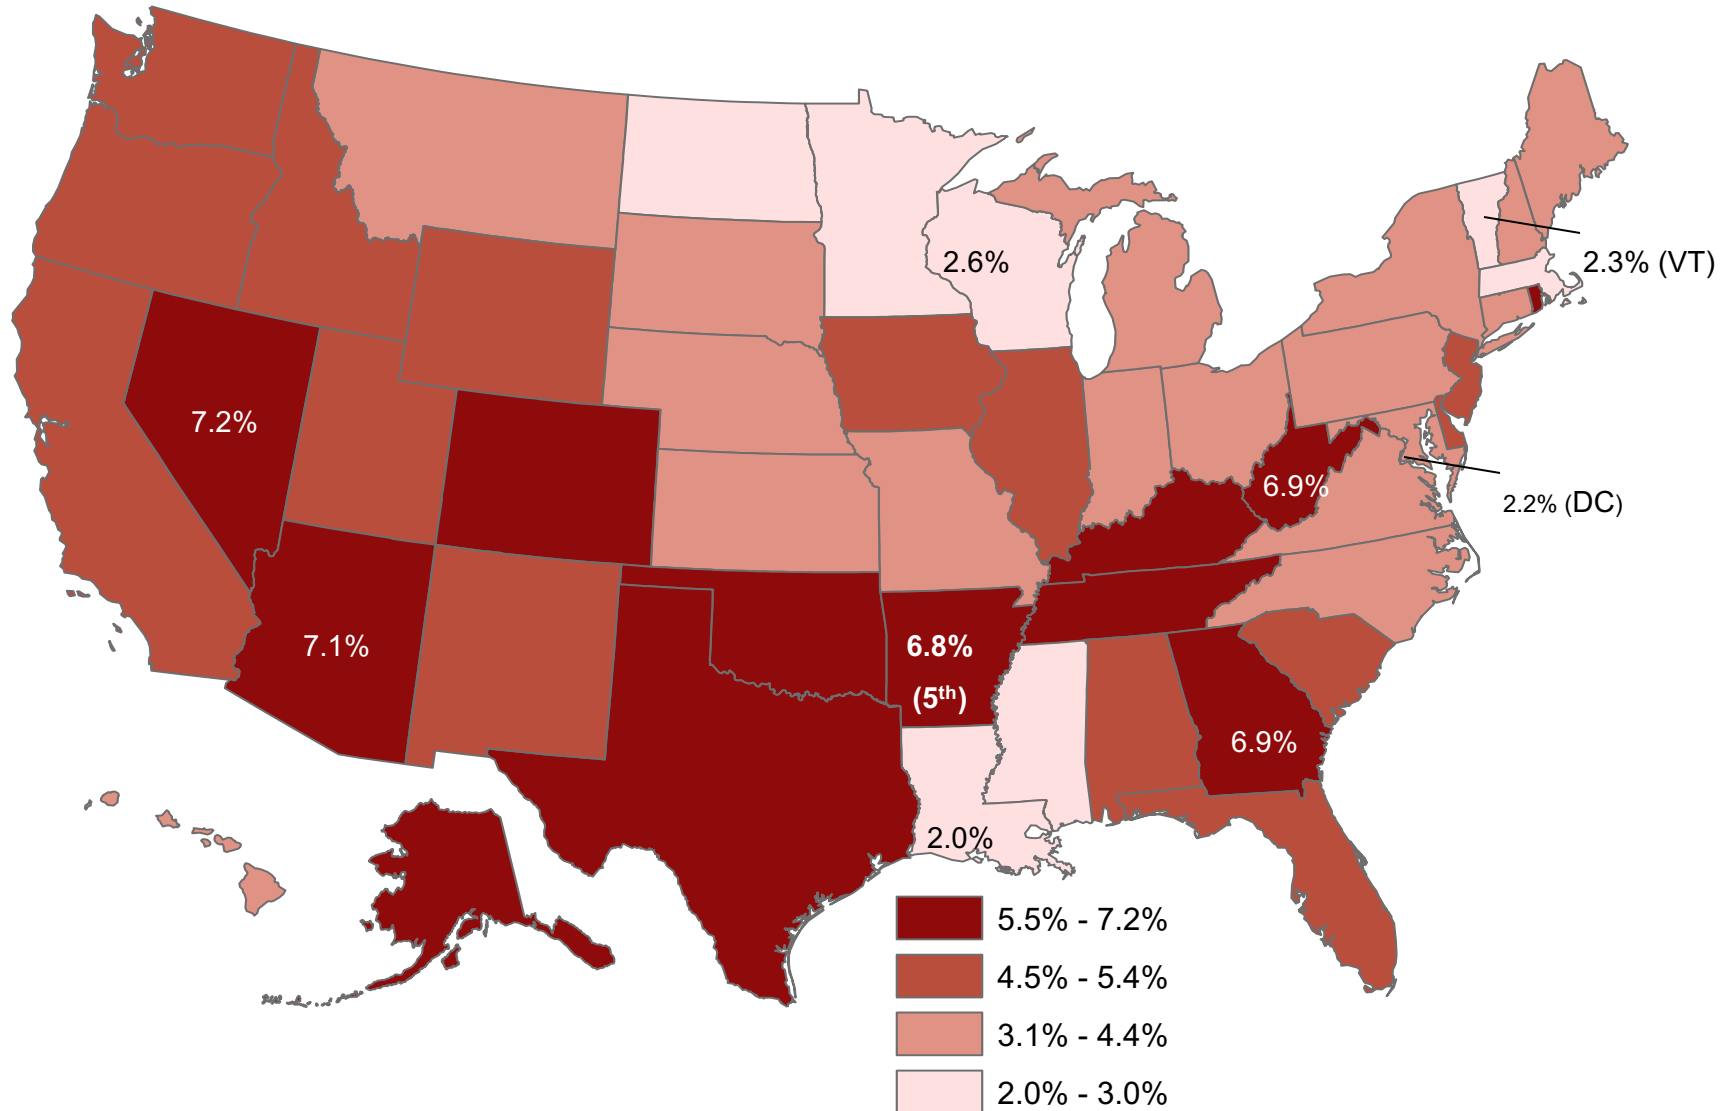 2.6%
2.3% (VT)
7.2%
6.9%
2.2% (DC)
7.1%
6.8%
(5th)
6.9%
2.0%
5.5% - 7.2%
4.5% - 5.4%
3.1% - 4.4%
2.0% - 3.0%